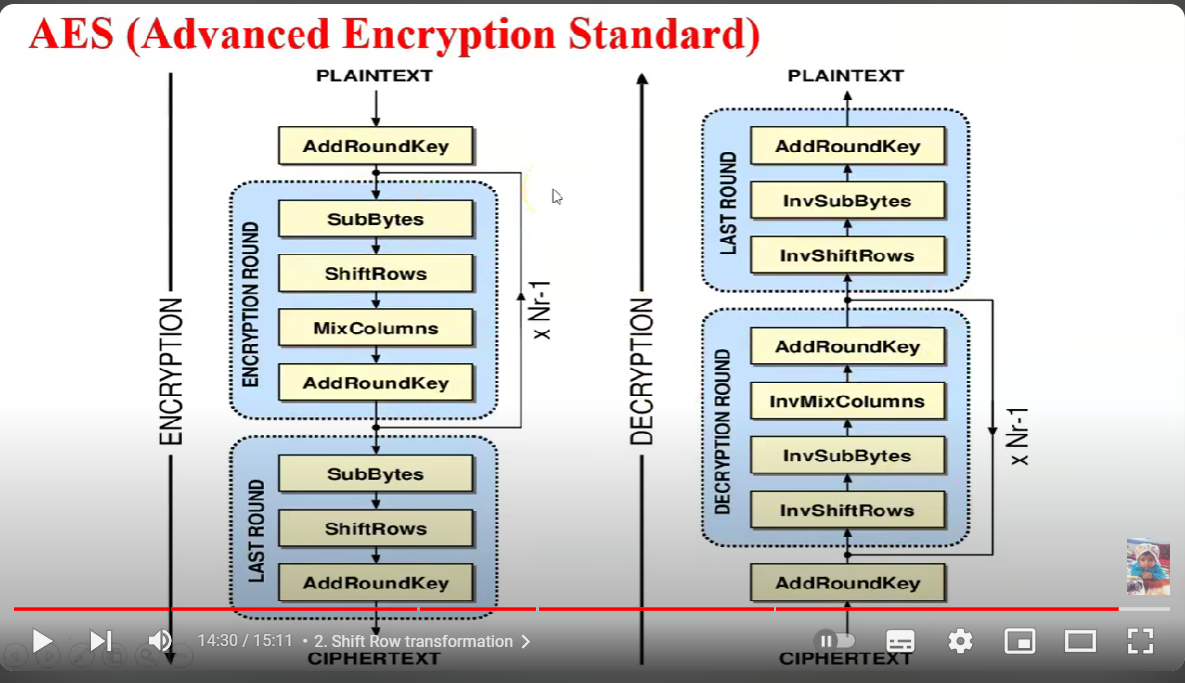 AES (Advanced Encryption Standard)
PLAINTEXT
AddRoundKey
SubBytes
ShiftRows
MixColumns
AddRoundKey
ENCRYPTION ROUND
x Nr-1
SubBytes
ShiftRows
AddRoundKey
LAST ROUND
CIPHERTEXT
ENCRYPTION
PLAINTEXT
AddRoundKey
InvSubBytes
InvShiftRows
LAST ROUND
AddRoundKey
InvMixColumns
InvSubBytes
InvShiftRows
DECRYPTION ROUND
x Nr-1
AddRoundKey
CIPHERTEXT
DECRYPTION
14:30 / 15:11 • 2. Shift Row transformation